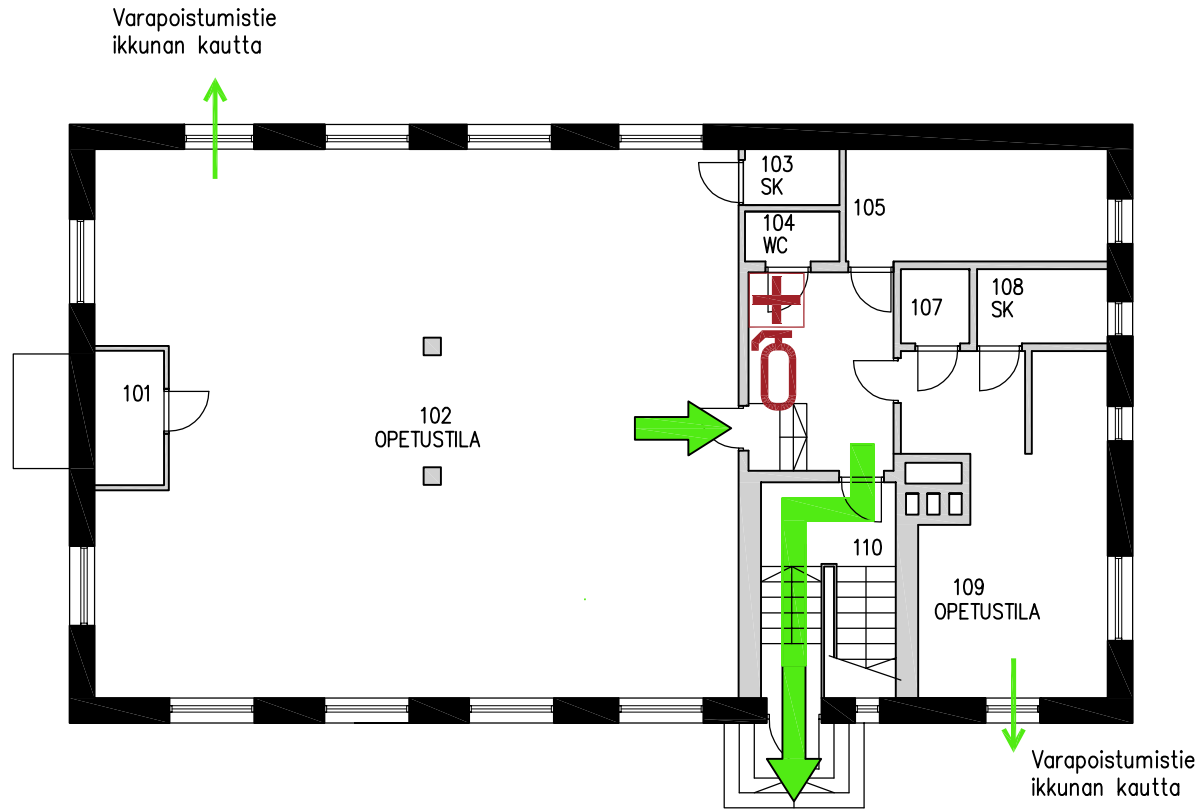 Varapoistumistie
ikkunan kautta
103
SK
105
104
WC
108
SK
107
101
102
OPETUSTILA
110
109
OPETUSTILA
Varapoistumistie
ikkunan kautta